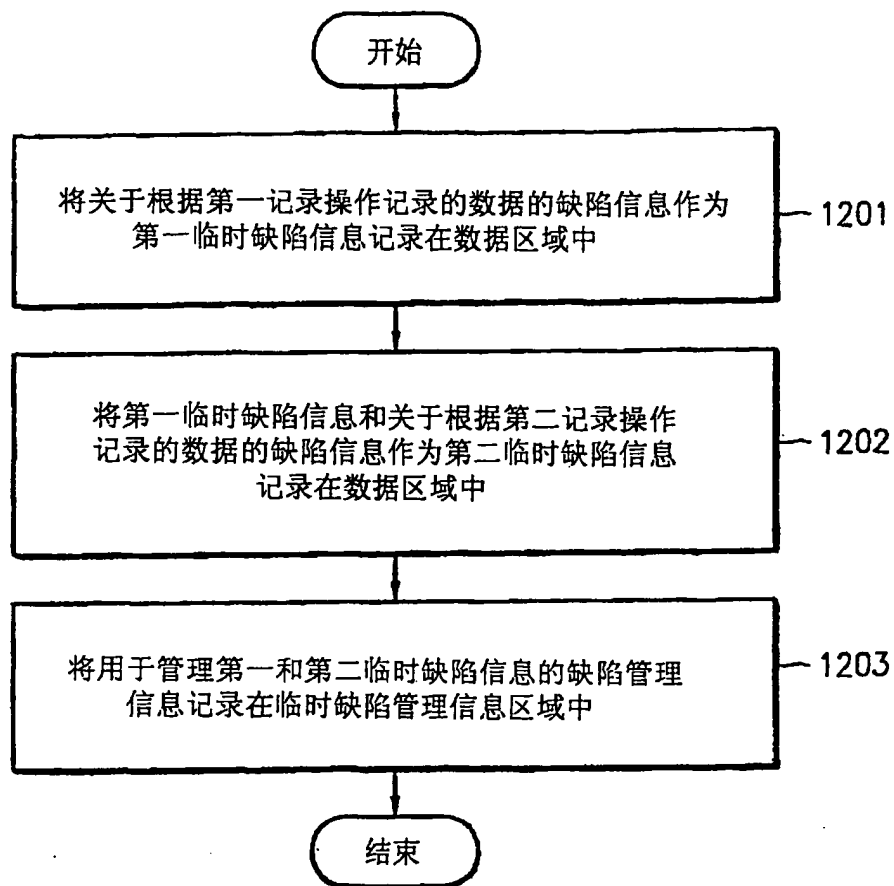 开始
将关于根据第一记录操作记录的数据的缺陷信息作为
第一临时缺陷信息记录在数据区域中
1201
将第一临时缺陷信息和关于根据第二记录操作
记录的数据的缺陷信息作为第二临时缺陷信息
记录在数据区域中
1202
将用于管理第一和第二临时缺陷信息的缺陷管理
信息记录在临时缺陷管理信息区域中
1203
结束